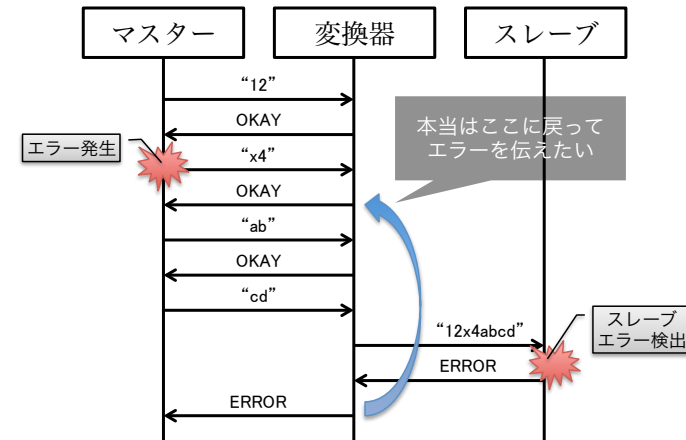 マスター
変換器
スレーブ
“12”
OKAY
本当はここに戻って
エラーを伝えたい
エラー発生
“x4”
OKAY
“ab”
OKAY
“cd”
スレーブ
エラー検出
“12x4abcd”
ERROR
ERROR